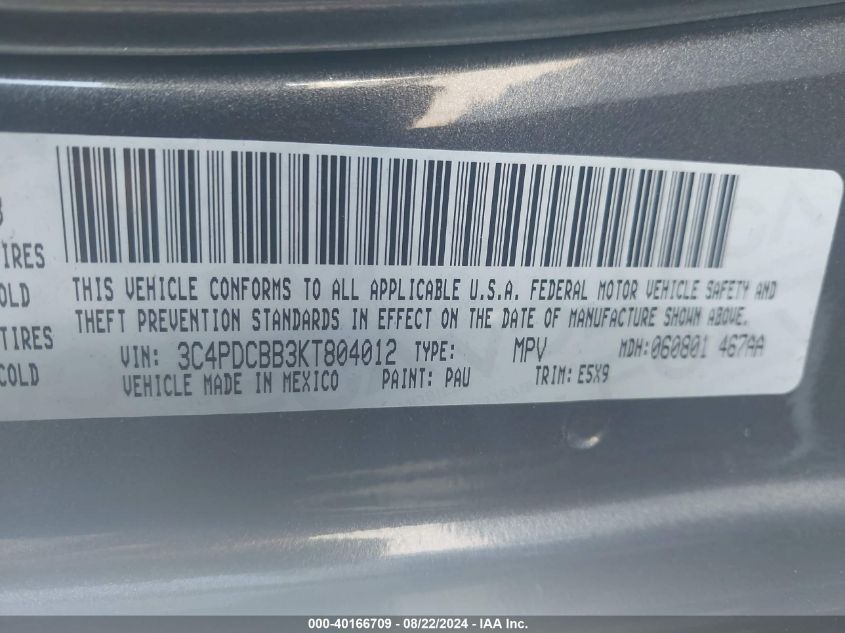 IRES
OLD
TIRES
COLD
THIS VEHICLE CONFORMS TO ALL APPLICABLE U.S.A. FEDERAL MOTOR VEHICLE SAFETY AND
THEFT PREVENTION STANDARDS IN EFFECT ON THE DATE OF MANUFACTURE SHOWN ABOVE.
VIN: 3C4PDCBB3KT804012 TYPE: MPV MDH: 060801 467AA
VEHICLE MADE IN MEXICO PAINT: PAU TRIM: E5X9
000-40166709 - 08/22/2024 - IAA Inc.